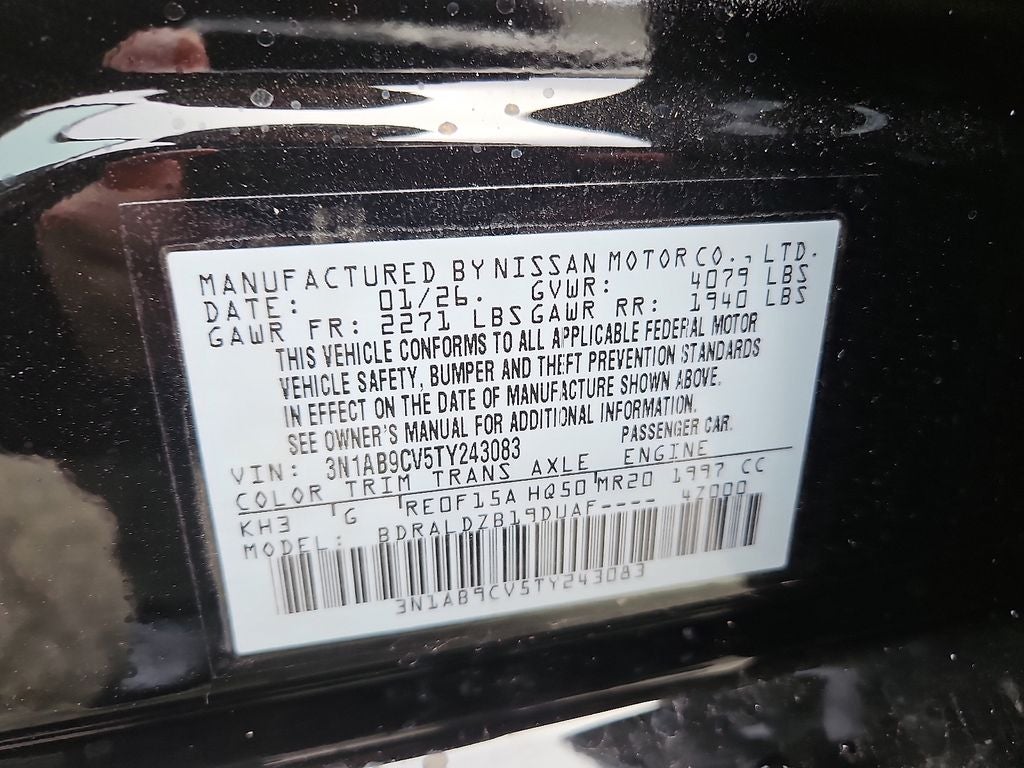 MANUFACTURED BY NISSAN MOTOR CO., LTD.
DATE: 01/26. GVWR: 4079 LBS
GAWR FR: 2271 LBS GAWR RR: 1940 LBS
THIS VEHICLE CONFORMS TO ALL APPLICABLE FEDERAL MOTOR
VEHICLE SAFETY, BUMPER AND THEFT PREVENTION STANDARDS
IN EFFECT ON THE DATE OF MANUFACTURE SHOWN ABOVE.
SEE OWNER'S MANUAL FOR ADDITIONAL INFORMATION.
VIN: 3N1AB9CV5TY243083 PASSENGER CAR.
COLOR TRIM TRANS AXLE ENGINE
KH3 G RE0F15A HQ50 MR20 1997 CC
MODEL: BDRALDZB19DUAF---- 47000
3N1AB9CV5TY243083